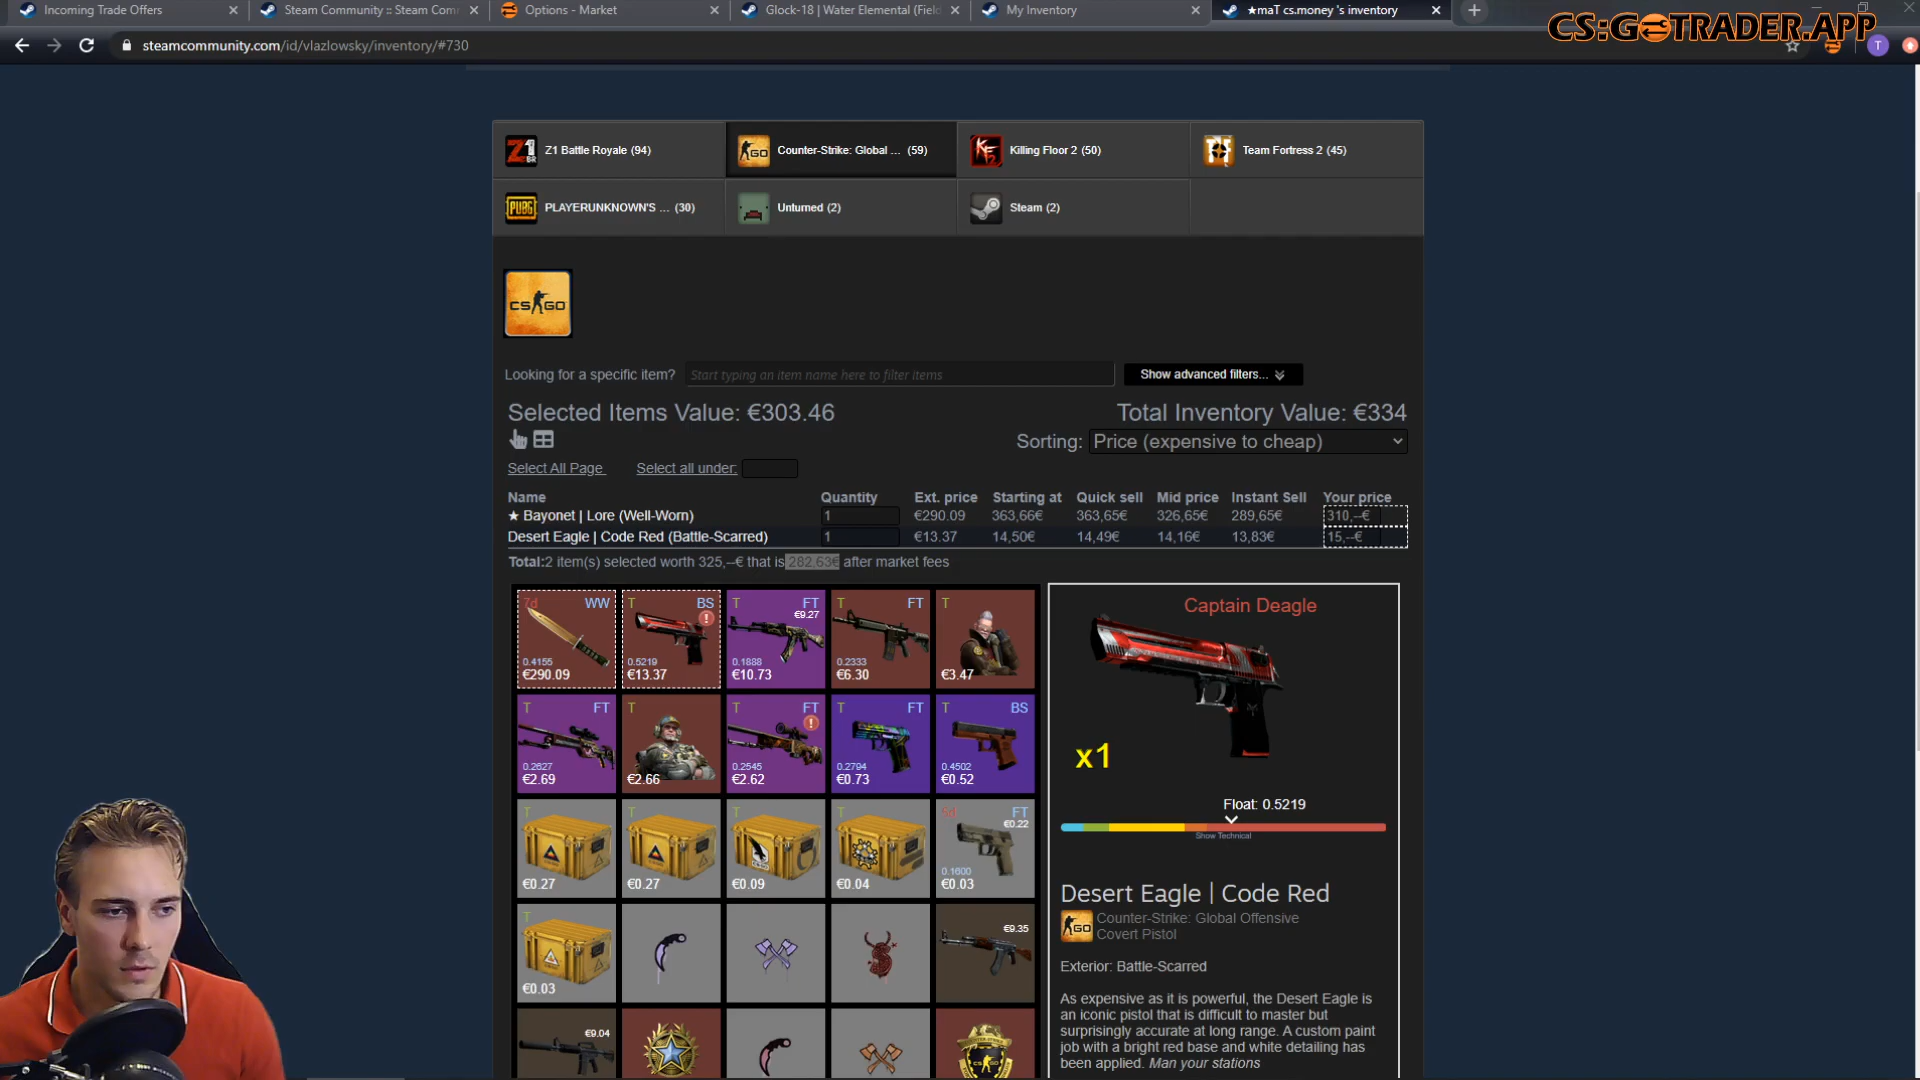 Incoming Trade Offers
Steam Community :: Steam Com
Options - Market
Glock-18 | Water Elemental (Fiel
My Inventory
★maT cs.money 's inventory
CS:GOTRADER.APP
steamcommunity.com/id/vlazlowsky/inventory/#730
T
Z1 Battle Royale (94)
Counter-Strike: Global ... (59)
Killing Floor 2 (50)
Team Fortress 2 (45)
PLAYERUNKNOWN'S ... (30)
Unturned (2)
Steam (2)
CS GO
Looking for a specific item?
Start typing an item name here to filter items
Show advanced filters...
Selected Items Value: €303.46
Total Inventory Value: €334
Sorting: Price (expensive to cheap)
Select All Page
Select all under:
Name Quantity Ext. price Starting at Quick sell Mid price Instant Sell Your price
★ Bayonet | Lore (Well-Worn) 1 €290.09 363,66€ 363,65€ 326,65€ 289,65€ 310,--€
Desert Eagle | Code Red (Battle-Scarred) 1 €13.37 14,50€ 14,49€ 14,16€ 13,83€ 15,--€
Total:2 item(s) selected worth 325,--€ that is 282,63€ after market fees
7d WW 0.4155 €290.09
T BS 0.5219 €13.37
T FT €9.27 0.1888 €10.73
T FT 0.2333 €6.30
T €3.47
T FT 0.2627 €2.69
T €2.66
T FT 0.2545 €2.62
T FT 0.2794 €0.73
T BS 0.4502 €0.52
T €0.27
T €0.27
T €0.09
T €0.04
5d FT €0.22 0.1600 €0.03
T €0.03
€9.35
€9.04
Captain Deagle
x1
Float: 0.5219
Show Technical
Desert Eagle | Code Red
Counter-Strike: Global Offensive
Covert Pistol
Exterior: Battle-Scarred
As expensive as it is powerful, the Desert Eagle is
an iconic pistol that is difficult to master but
surprisingly accurate at long range. A custom paint
job with a bright red base and white detailing has
been applied. Man your stations